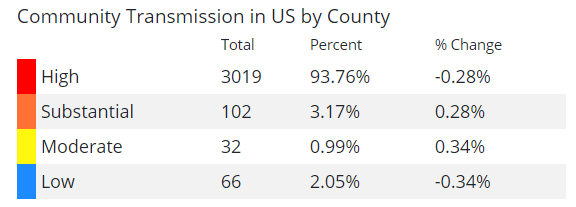 Community Transmission in US by County
Total Percent % Change
High 3019 93.76% -0.28%
Substantial 102 3.17% 0.28%
Moderate 32 0.99% 0.34%
Low 66 2.05% -0.34%